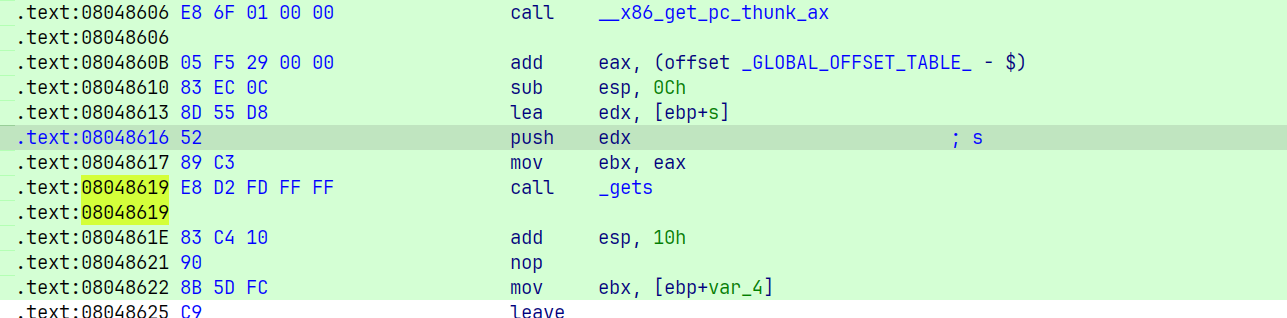 .text:08048606 E8 6F 01 00 00 call __x86_get_pc_thunk_ax
.text:08048606
.text:0804860B 05 F5 29 00 00 add eax, (offset _GLOBAL_OFFSET_TABLE_ - $)
.text:08048610 83 EC 0C sub esp, 0Ch
.text:08048613 8D 55 D8 lea edx, [ebp+s]
.text:08048616 52 push edx ; s
.text:08048617 89 C3 mov ebx, eax
.text:08048619 E8 D2 FD FF FF call _gets
.text:08048619
.text:0804861E 83 C4 10 add esp, 10h
.text:08048621 90 nop
.text:08048622 8B 5D FC mov ebx, [ebp+var_4]
.text:08048625 C9 leave